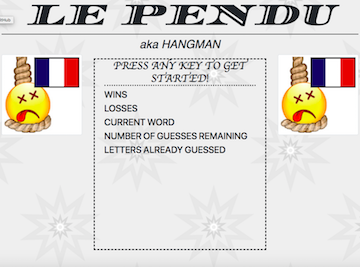 LE PENDU
aka HANGMAN
PRESS ANY KEY TO GET
STARTED!
WINS
LOSSES
CURRENT WORD
NUMBER OF GUESSES REMAINING
LETTERS ALREADY GUESSED